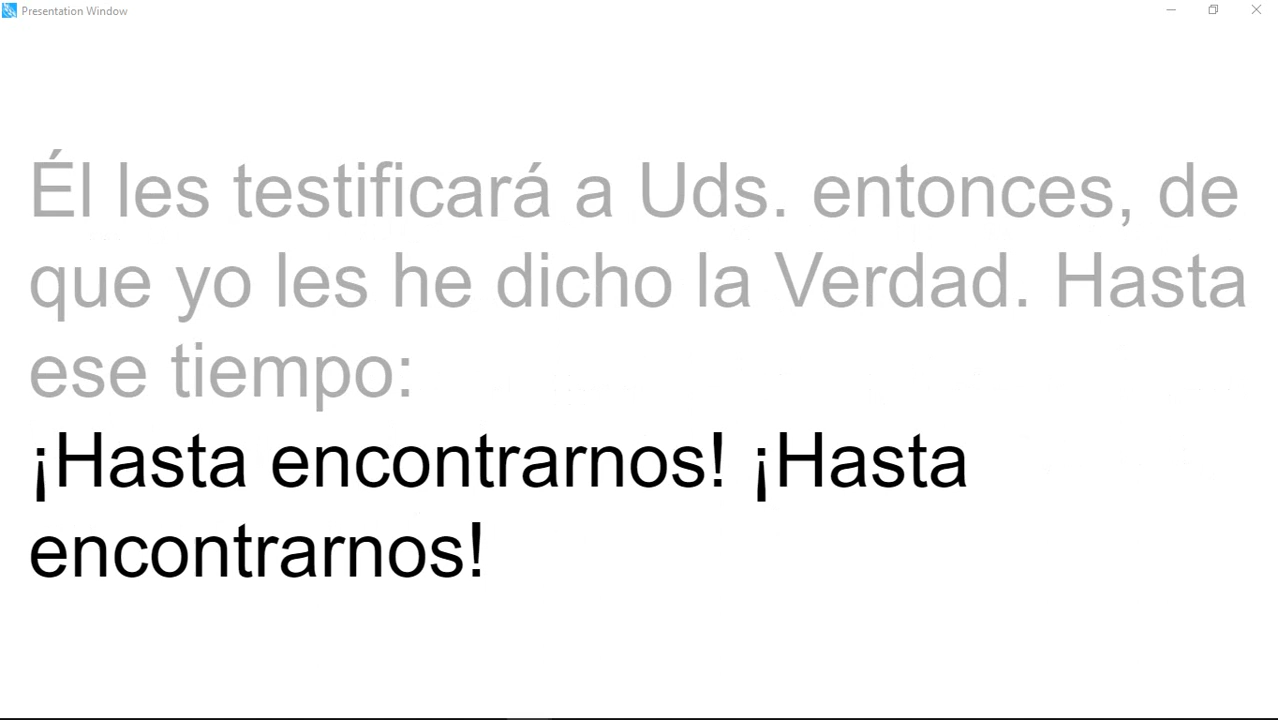 Presentation Window
Él les testificará a Uds. entonces, de
que yo les he dicho la Verdad. Hasta
ese tiempo:
¡Hasta encontrarnos! ¡Hasta
encontrarnos!